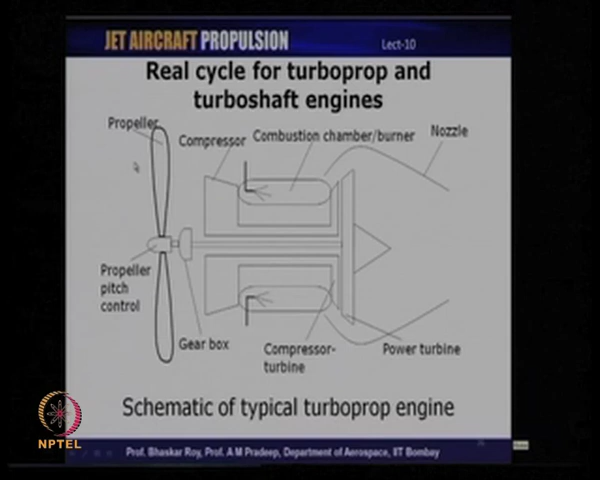 JET AIRCRAFT PROPULSION
Lect-10
Real cycle for turboprop and
turboshaft engines
Propeller
Compressor
Combustion chamber/burner
Nozzle
Propeller
pitch
control
Gear box
Compressor-
turbine
Power turbine
Schematic of typical turboprop engine
NPTEL
Prof. Bhaskar Roy, Prof. A M Pradeep, Department of Aerospace, IIT Bombay